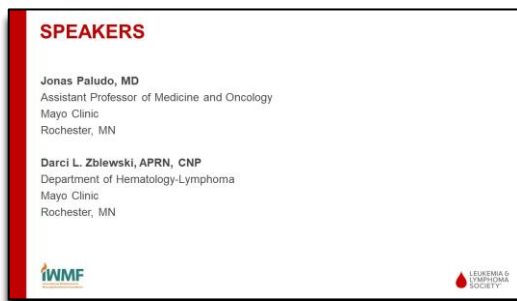 SPEAKERS
Jonas Paludo, MD
Assistant Professor of Medicine and Oncology
Mayo Clinic
Rochester, MN
Darci L. Zblewski, APRN, CNP
Department of Hematology-Lymphoma
Mayo Clinic
Rochester, MN
IWMF
LEUKEMIA &
LYMPHOMA
SOCIETY